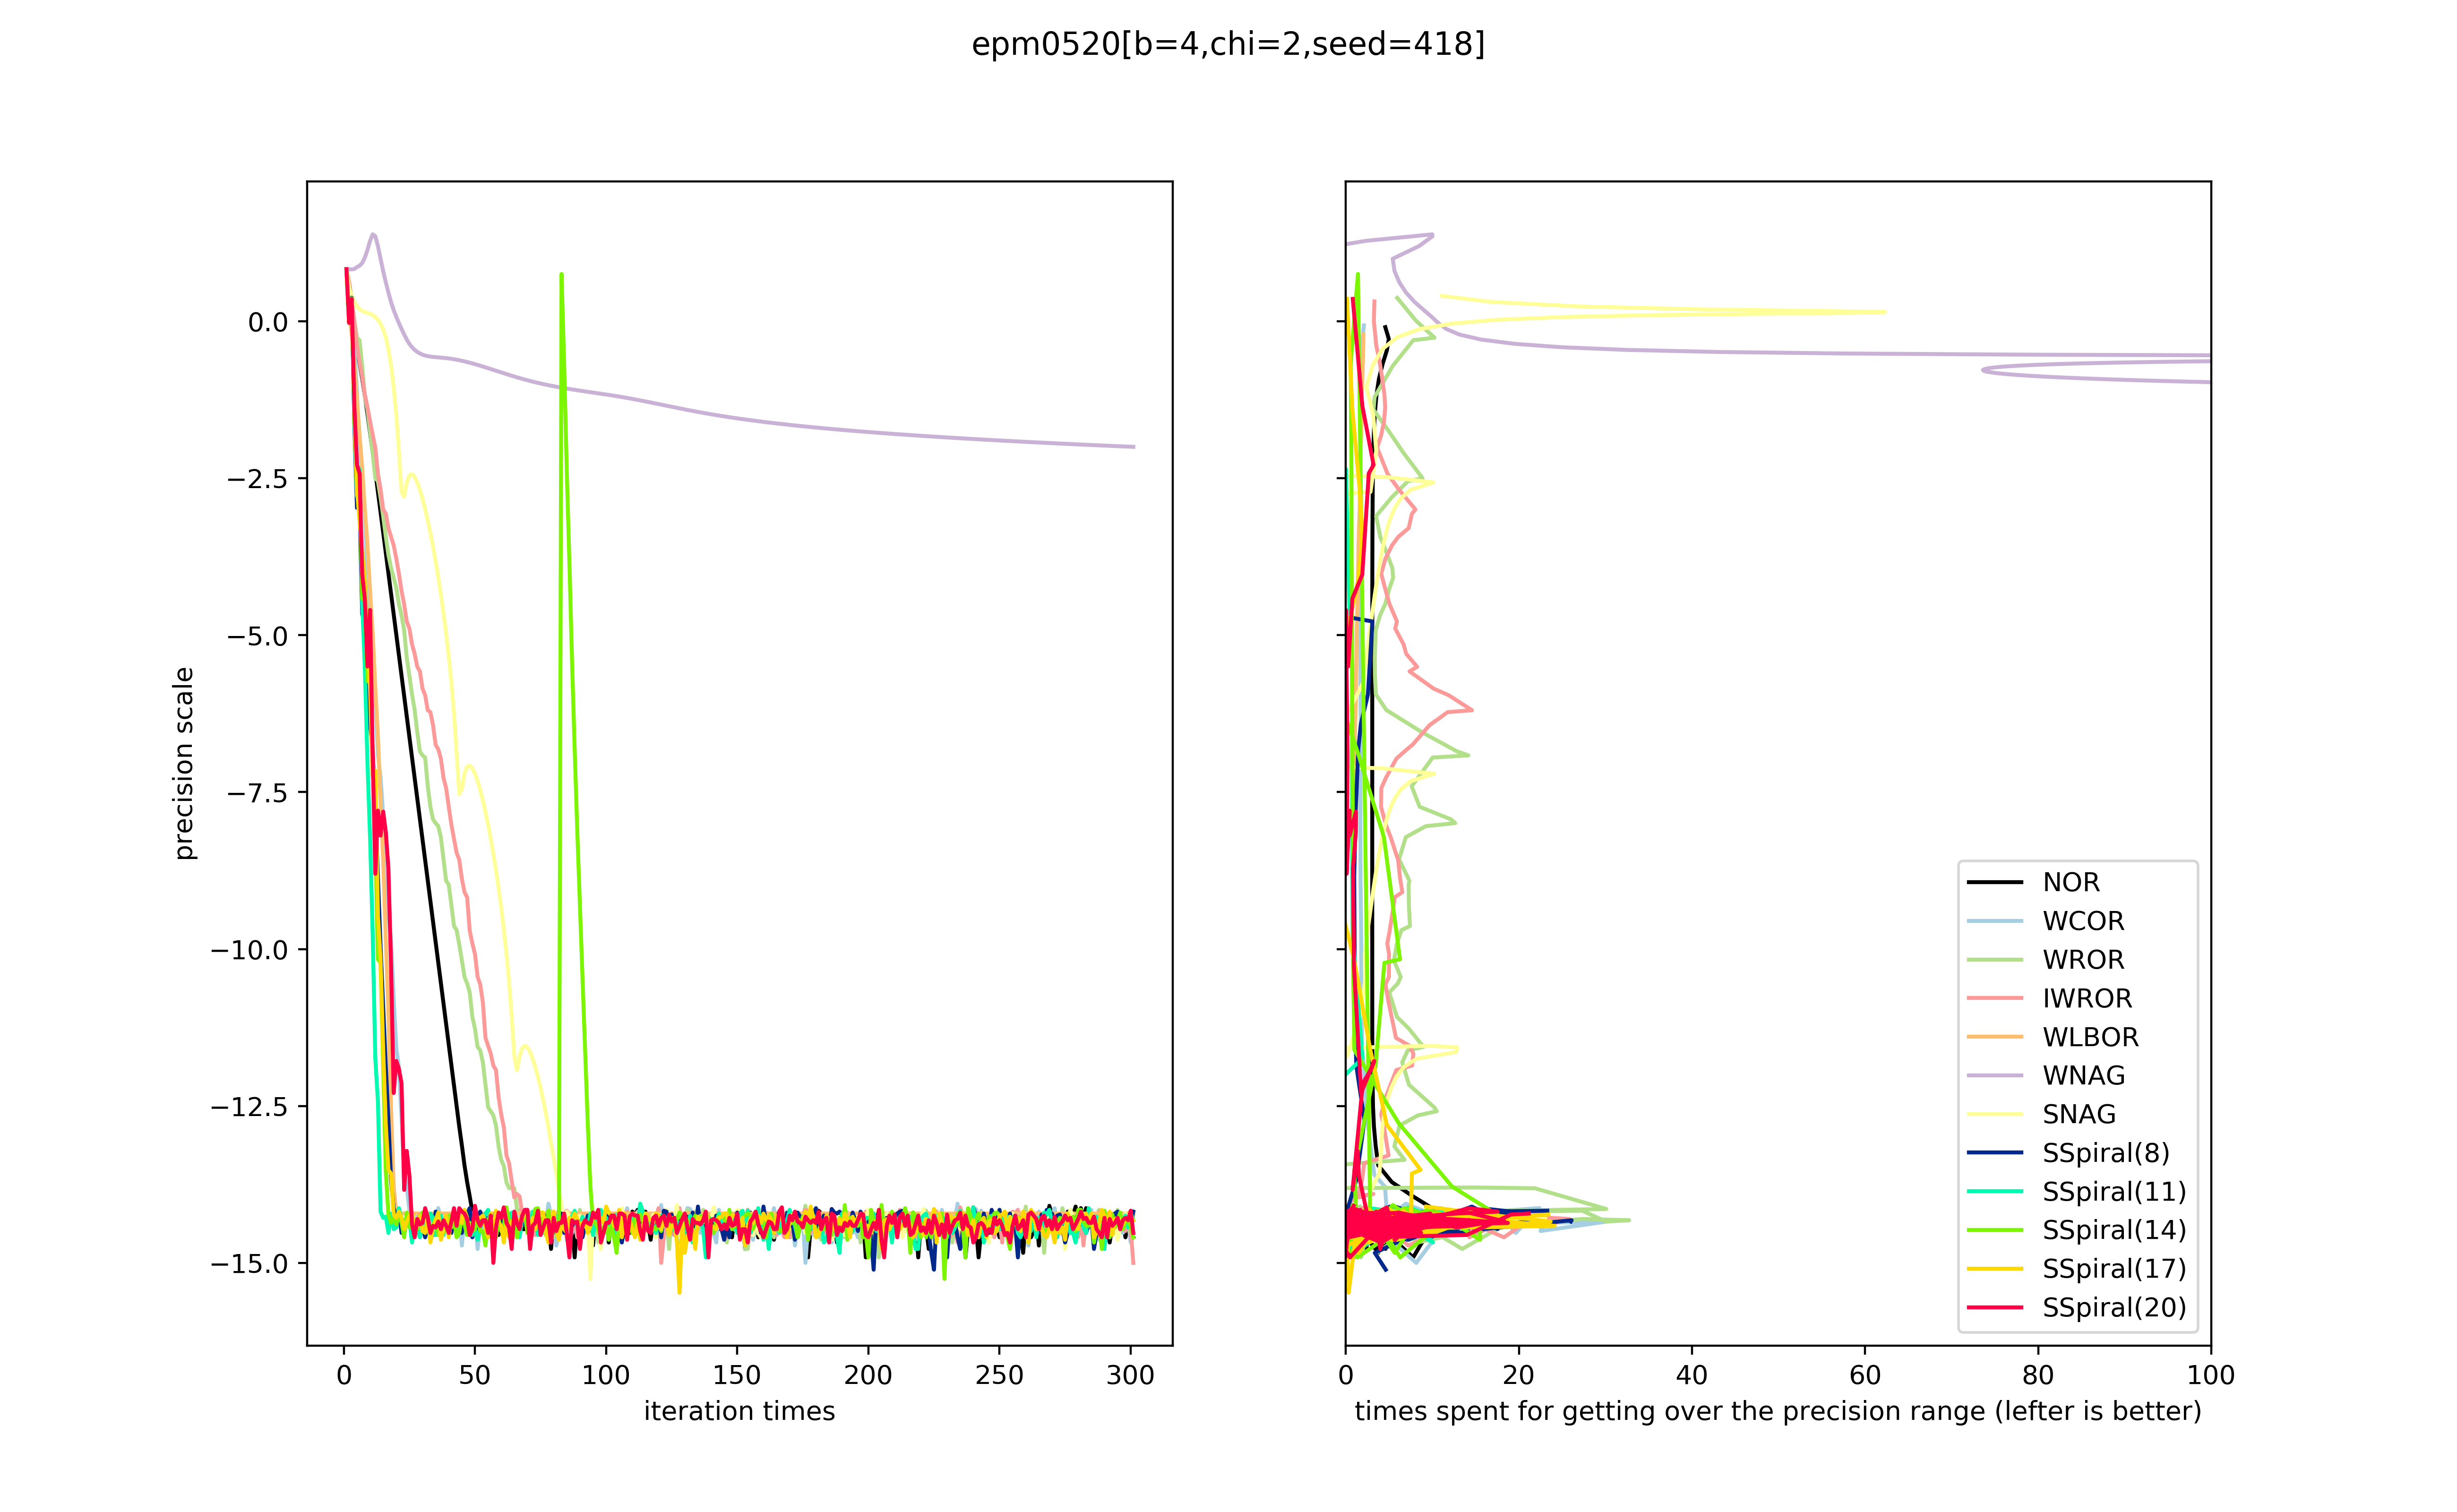 epm0520[b=4,chi=2,seed=418]
precision scale
0.0
−2.5
−5.0
−7.5
−10.0
−12.5
−15.0
0 50 100 150 200 250 300
iteration times
NOR
WCOR
WROR
IWROR
WLBOR
WNAG
SNAG
SSpiral(8)
SSpiral(11)
SSpiral(14)
SSpiral(17)
SSpiral(20)
0 20 40 60 80 100
times spent for getting over the precision range (lefter is better)